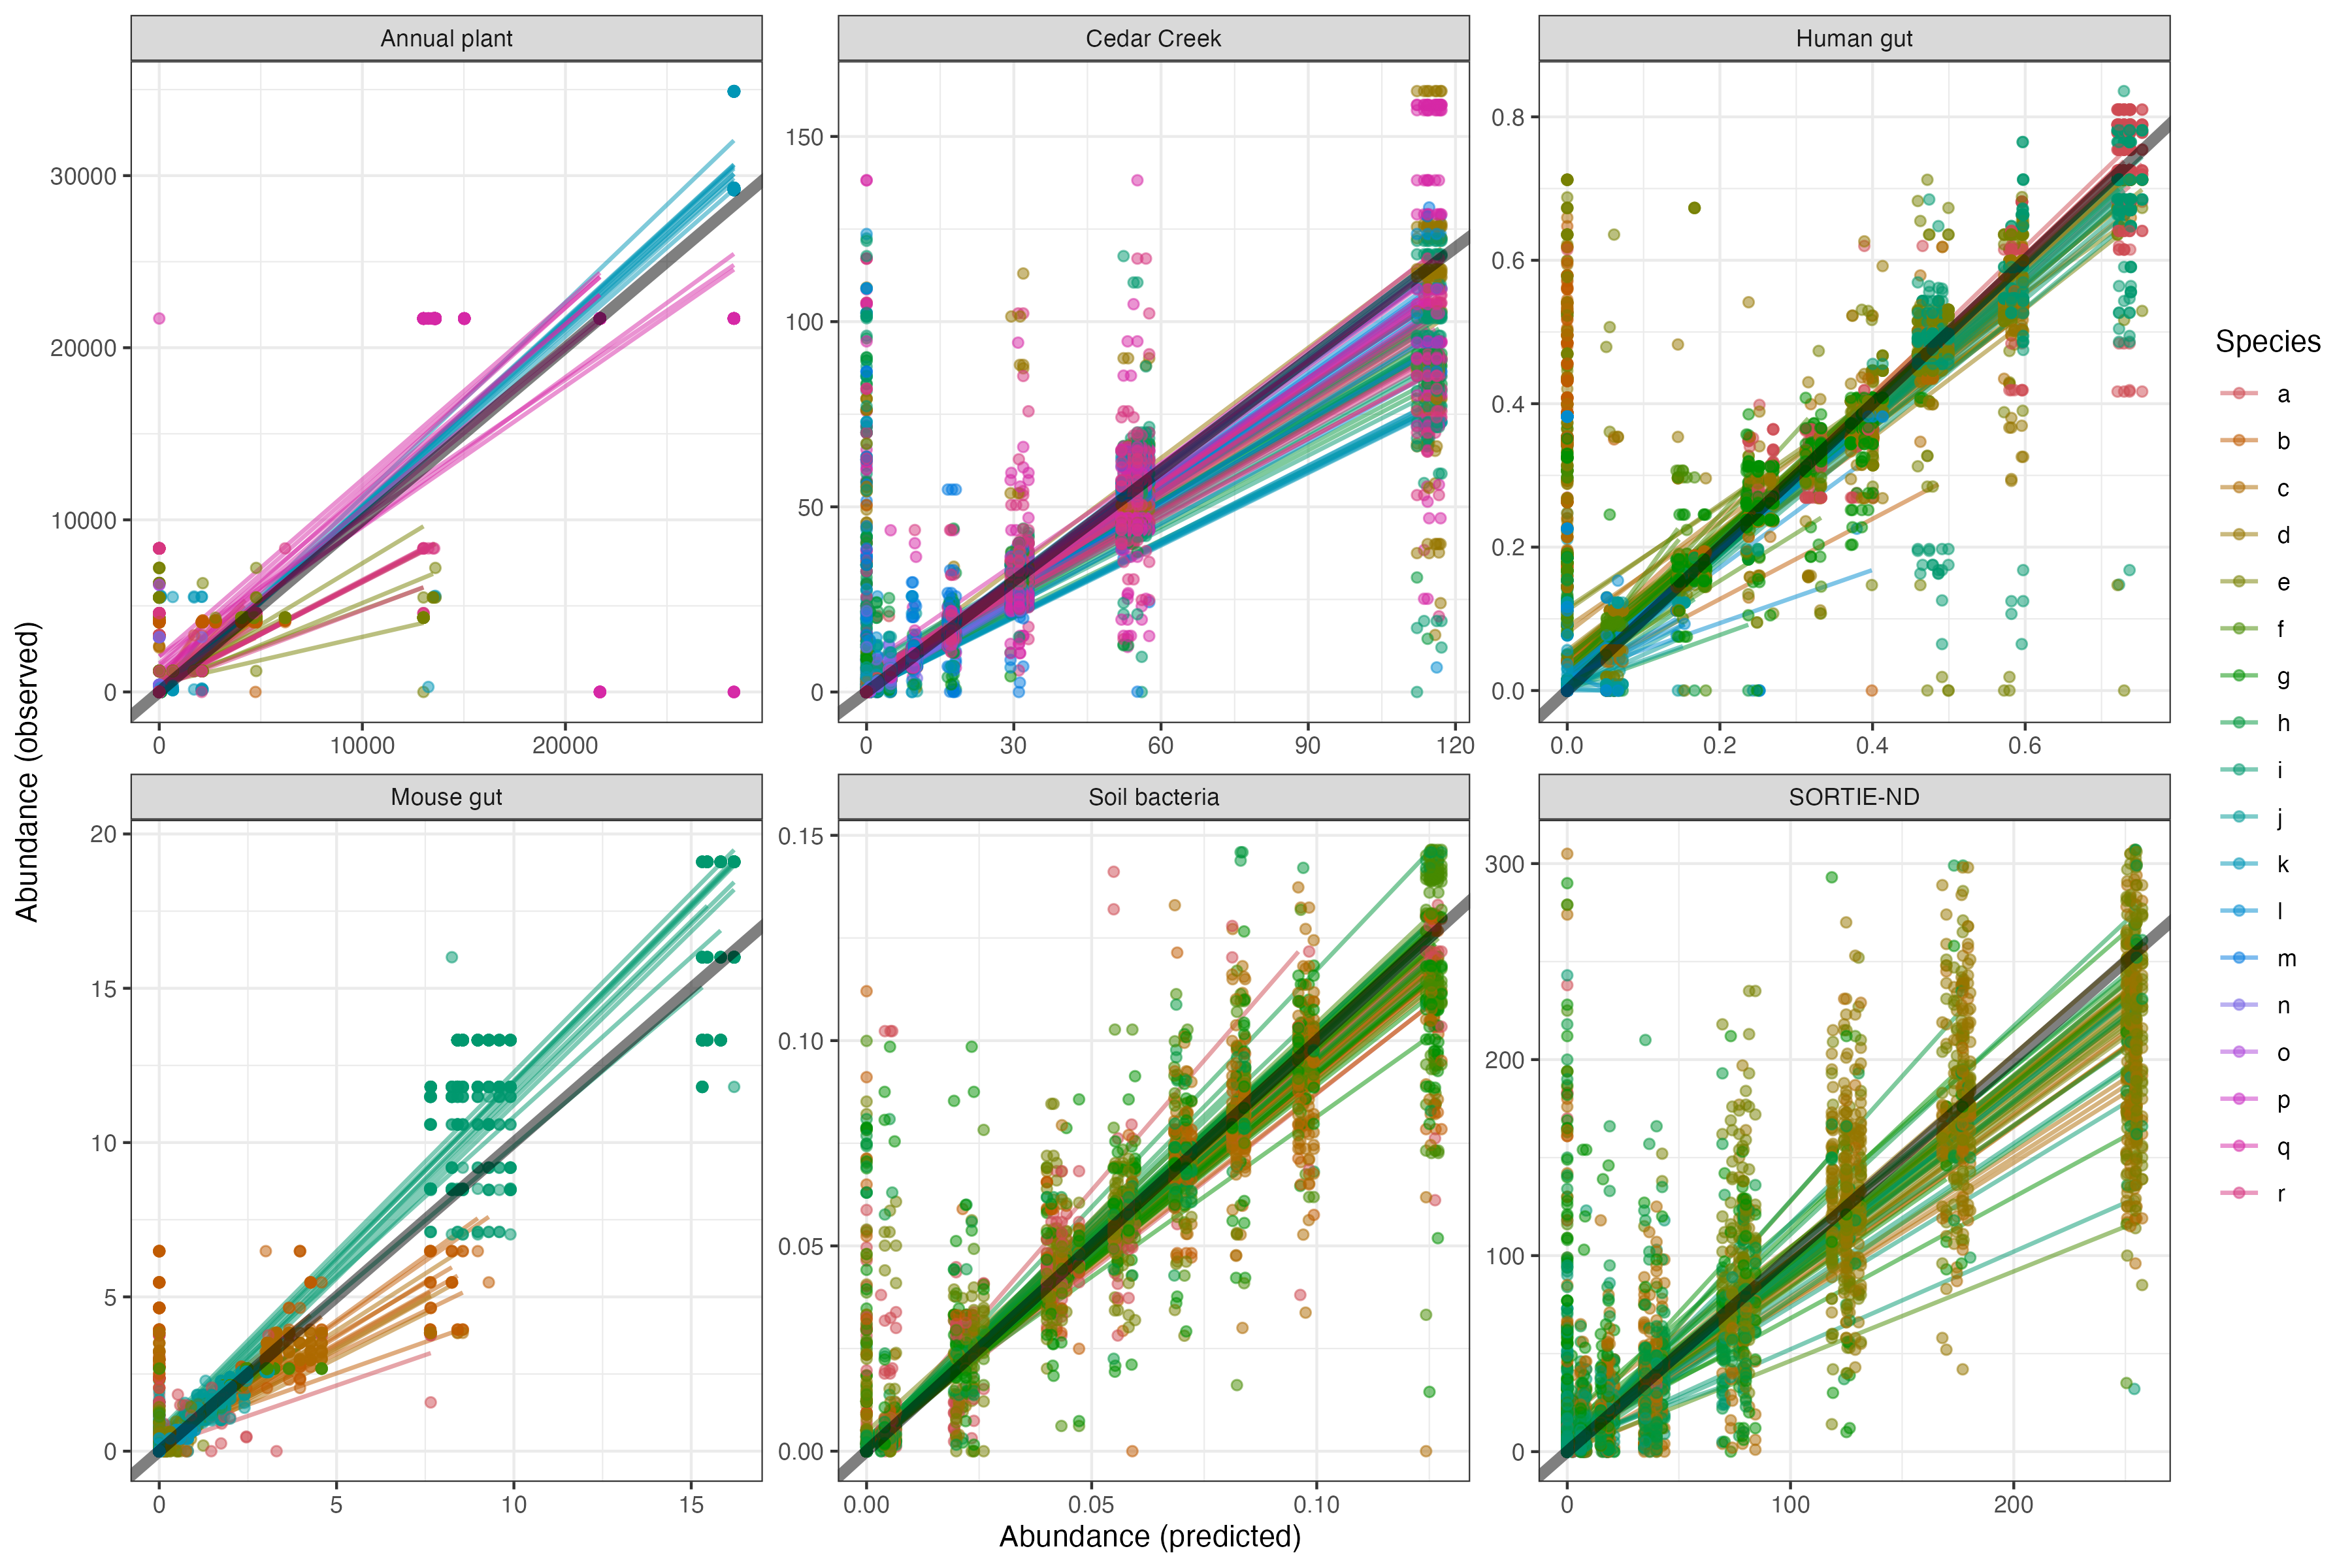 Annual plant
Cedar Creek
Human gut
30000
20000
10000
0
0
10000
20000
150
100
50
0
0
30
60
90
120
0.8
0.6
0.4
0.2
0.0
0.0
0.2
0.4
0.6
Abundance (observed)
Mouse gut
Soil bacteria
SORTIE-ND
20
15
10
5
0
0
5
10
15
0.15
0.10
0.05
0.00
0.00
0.05
0.10
300
200
100
0
0
100
200
Abundance (predicted)
Species
a
b
c
d
e
f
g
h
i
j
k
l
m
n
o
p
q
r